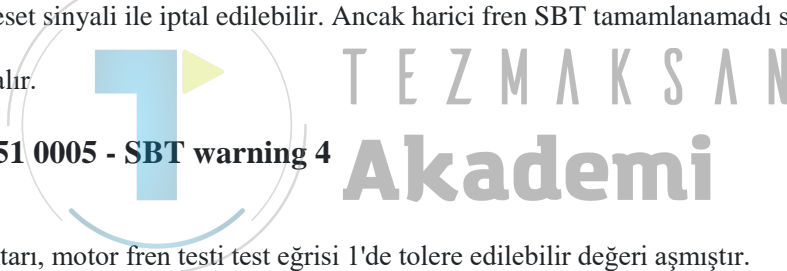 eset sinyali ile iptal edilebilir. Ancak harici fren SBT tamamlanamadı s
alır.
TEZMAKSAN
Akademi
51 0005 - SBT warning 4
tarı, motor fren testi test eğrisi 1'de tolere edilebilir değeri aşmıştır.